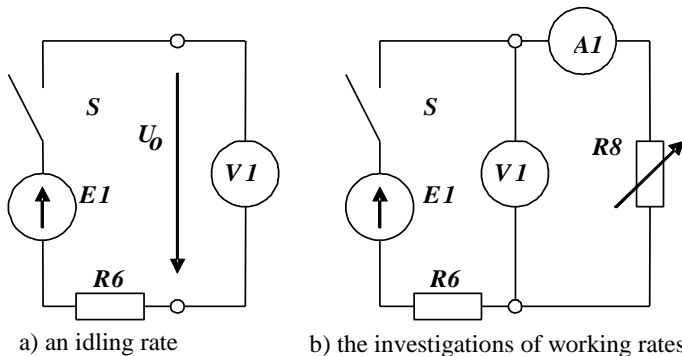 S
U0
V1
E1
R6
a) an idling rate
A1
S
R8
V1
E1
R6
b) the investigations of working rates